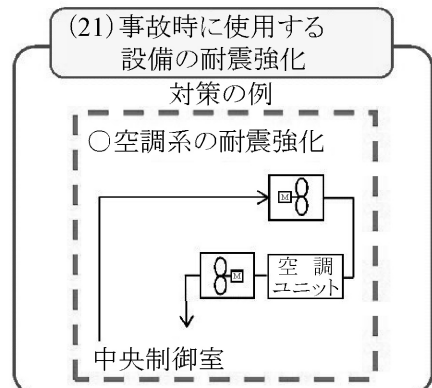 (21)事故時に使用する
設備の耐震強化
対策の例
○空調系の耐震強化
M
M
空 調
ユニット
中央制御室